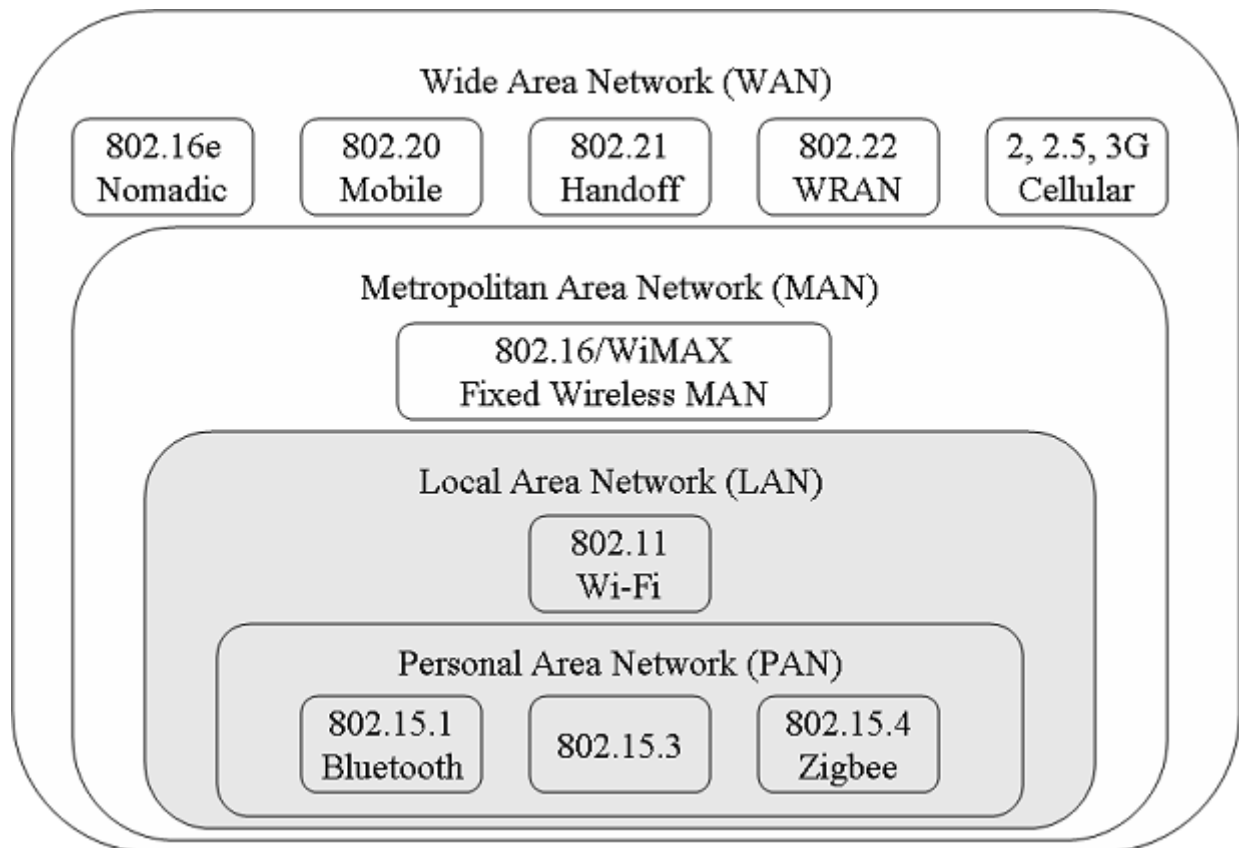 Wide Area Network (WAN)
802.16e
Nomadic
802.20
Mobile
802.21
Handoff
802.22
WRAN
2, 2.5, 3G
Cellular
Metropolitan Area Network (MAN)
802.16/WiMAX
Fixed Wireless MAN
Local Area Network (LAN)
802.11
Wi-Fi
Personal Area Network (PAN)
802.15.1
Bluetooth
802.15.3
802.15.4
Zigbee